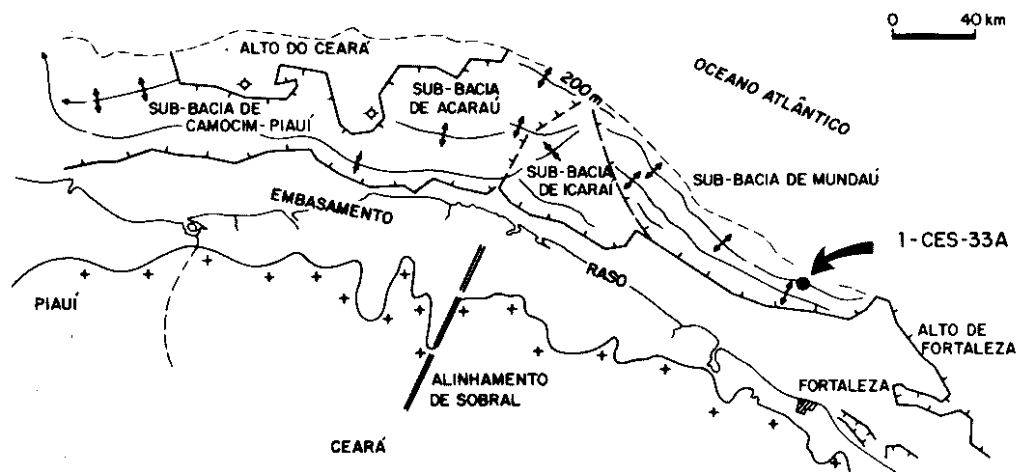 0 40 km
ALTO DO CEARÁ
OCEANO ATLÂNTICO
200 m
SUB-BACIA
DE ACARAÚ
SUB-BACIA DE
CAMOCIM-PIAUÍ
SUB-BACIA
DE ICARAÍ
SUB-BACIA DE MUNDAÚ
EMBASAMENTO
RASO
1-CES-33A
PIAUÍ
ALTO DE
FORTALEZA
ALINHAMENTO
DE SOBRAL
FORTALEZA
CEARÁ